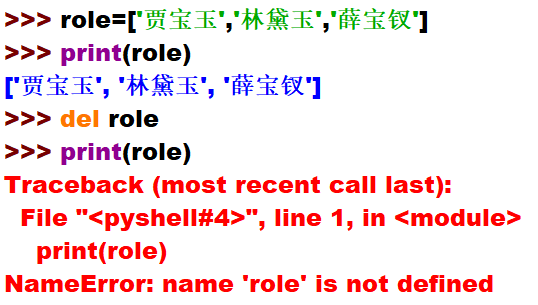 >>> role=['贾宝玉','林黛玉','薛宝钗']
>>> print(role)
['贾宝玉', '林黛玉', '薛宝钗']
>>> del role
>>> print(role)
Traceback (most recent call last):
  File "<pyshell#4>", line 1, in <module>
    print(role)
NameError: name 'role' is not defined